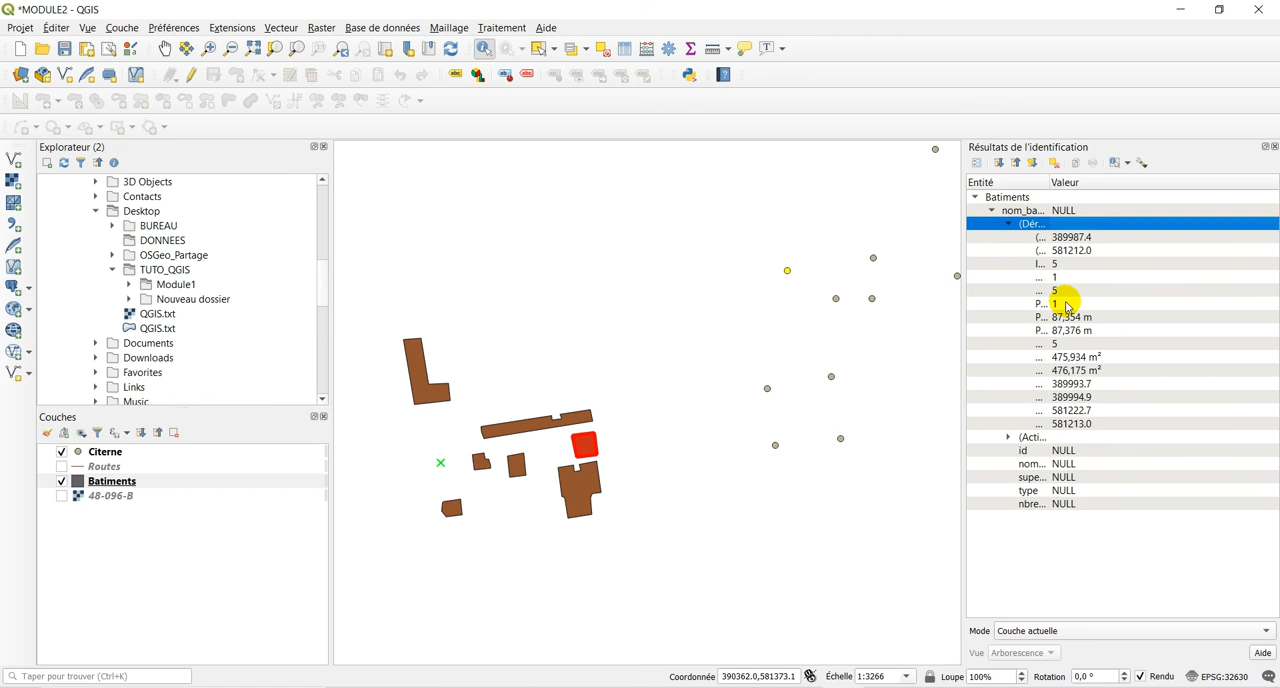 *MODULE2 - QGIS
Projet Éditer Vue Couche Préférences Extensions Vecteur Raster Base de données Maillage Traitement Aide
Explorateur (2)
3D Objects
Contacts
Desktop
BUREAU
DONNEES
OSGeo_Partage
TUTO_QGIS
Module1
Nouveau dossier
QGIS.txt
QGIS.txt
Documents
Downloads
Favorites
Links
Music
Couches
Citerne
Routes
Batiments
48-096-B
Résultats de l'identification
Entité Valeur
Batiments
nom_ba... NULL
(Dér...
(... 389987.4
(... 581212.0
I... 5
... 1
... 5
P... 1
P... 87,354 m
P... 87,376 m
... 5
... 475,934 m²
... 476,175 m²
... 389993.7
... 389994.9
... 581222.7
... 581213.0
(Acti...
id NULL
nom... NULL
supe... NULL
type NULL
nbre... NULL
Mode Couche actuelle
Vue Arborescence Aide
Taper pour trouver (Ctrl+K) Coordonnée 390362.0,581373.1 Échelle 1:3266 Loupe 100% Rotation 0,0 ° Rendu EPSG:32630